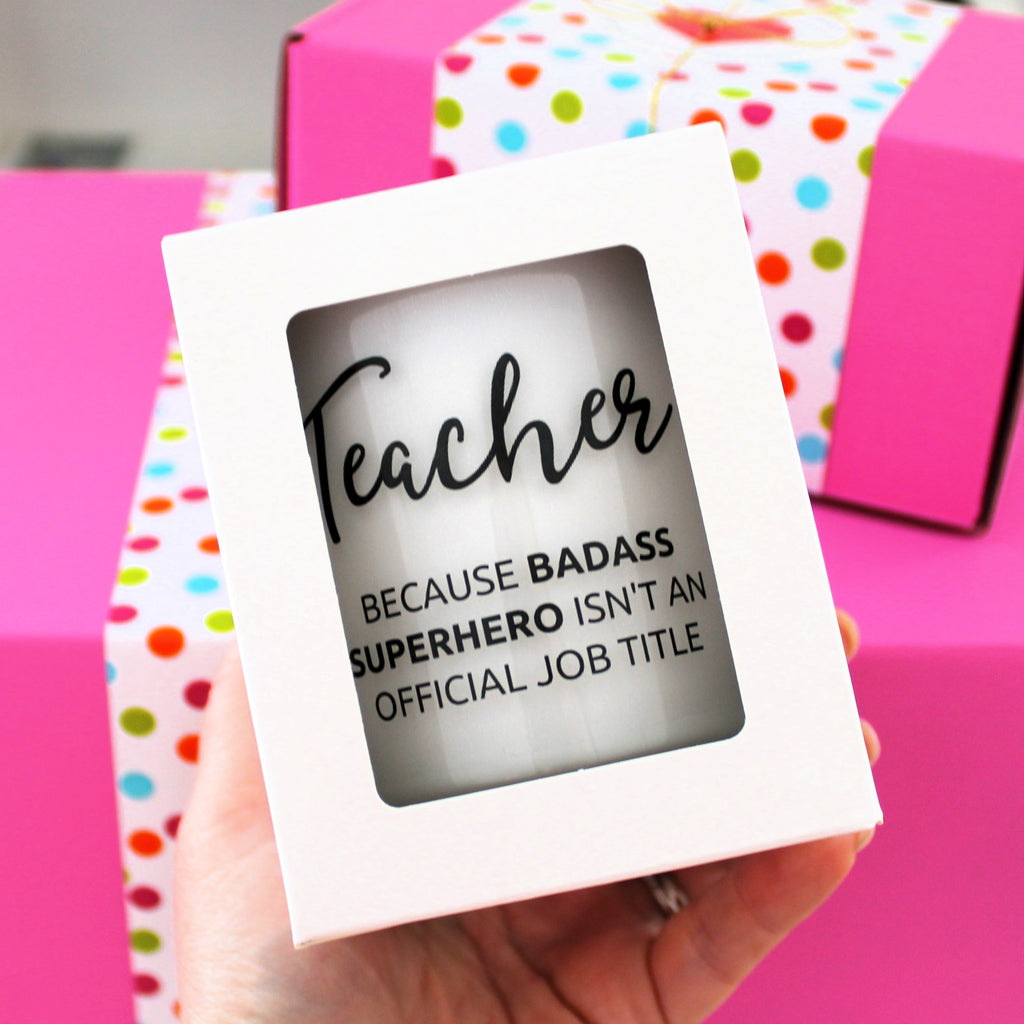 Teacher
BECAUSE BADASS
SUPERHERO ISN'T AN
OFFICIAL JOB TITLE